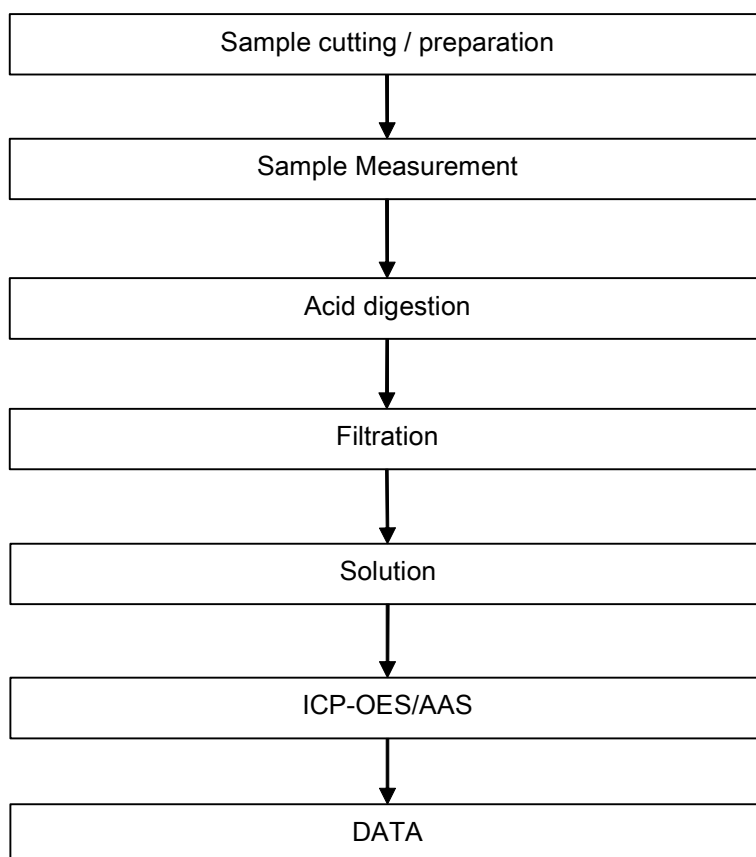 Sample cutting / preparation
Sample Measurement
Acid digestion
Filtration
Solution
ICP-OES/AAS
DATA